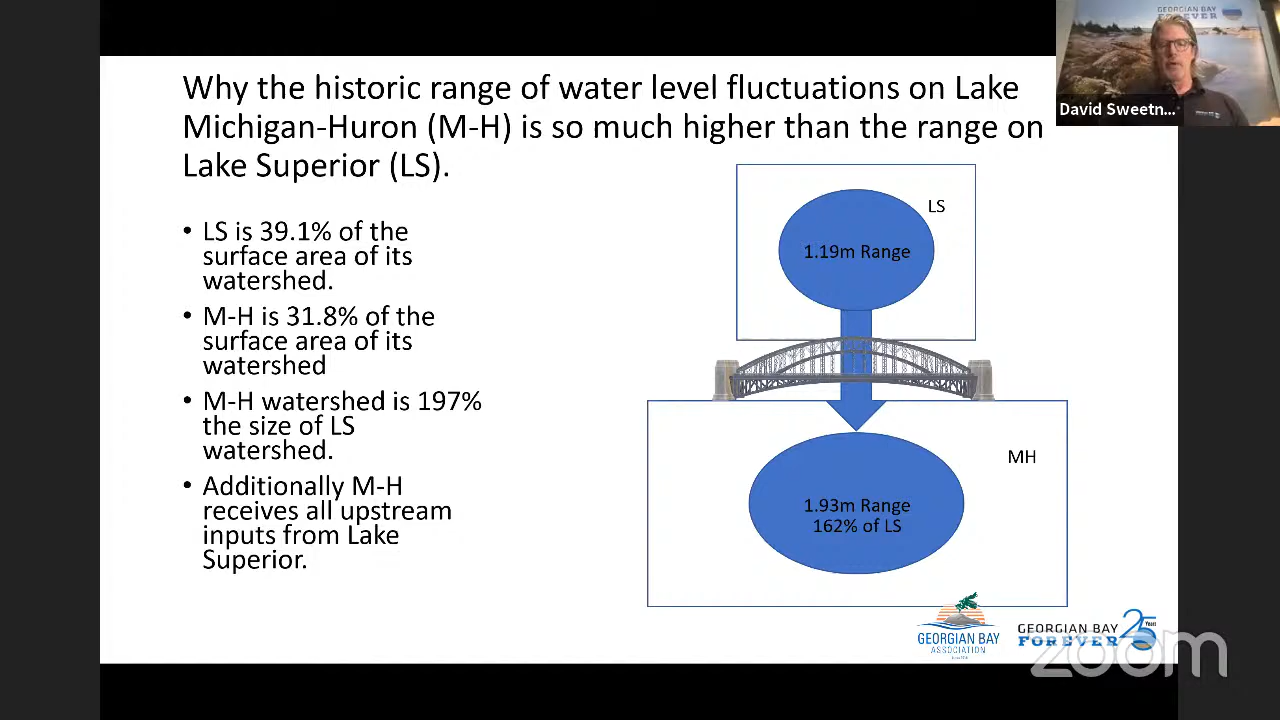 GEORGIAN BAY
FOREVER
David Sweetn...
Why the historic range of water level fluctuations on Lake
Michigan-Huron (M-H) is so much higher than the range on
Lake Superior (LS).
• LS is 39.1% of the
surface area of its
watershed.
• M-H is 31.8% of the
surface area of its
watershed
• M-H watershed is 197%
the size of LS
watershed.
• Additionally M-H
receives all upstream
inputs from Lake
Superior.
LS
1.19m Range
MH
1.93m Range
162% of LS
GEORGIAN BAY
ASSOCIATION
GEORGIAN BAY
FOREVER
25
Years
zoom